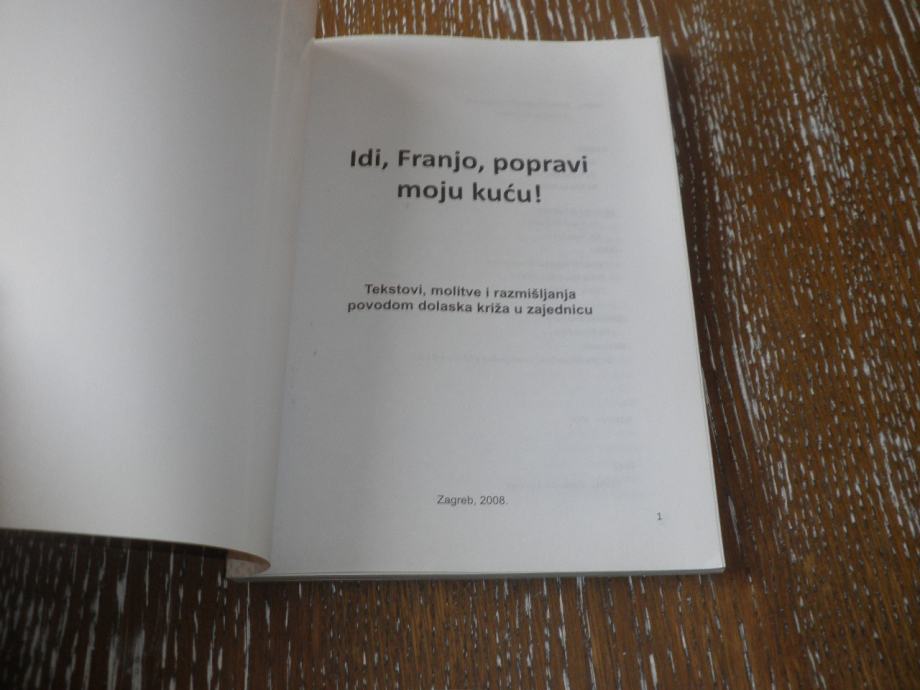 Idi, Franjo, popravi
moju kuću!
Tekstovi, molitve i razmišljanja
povodom dolaska križa u zajednicu
Zagreb, 2008.
1